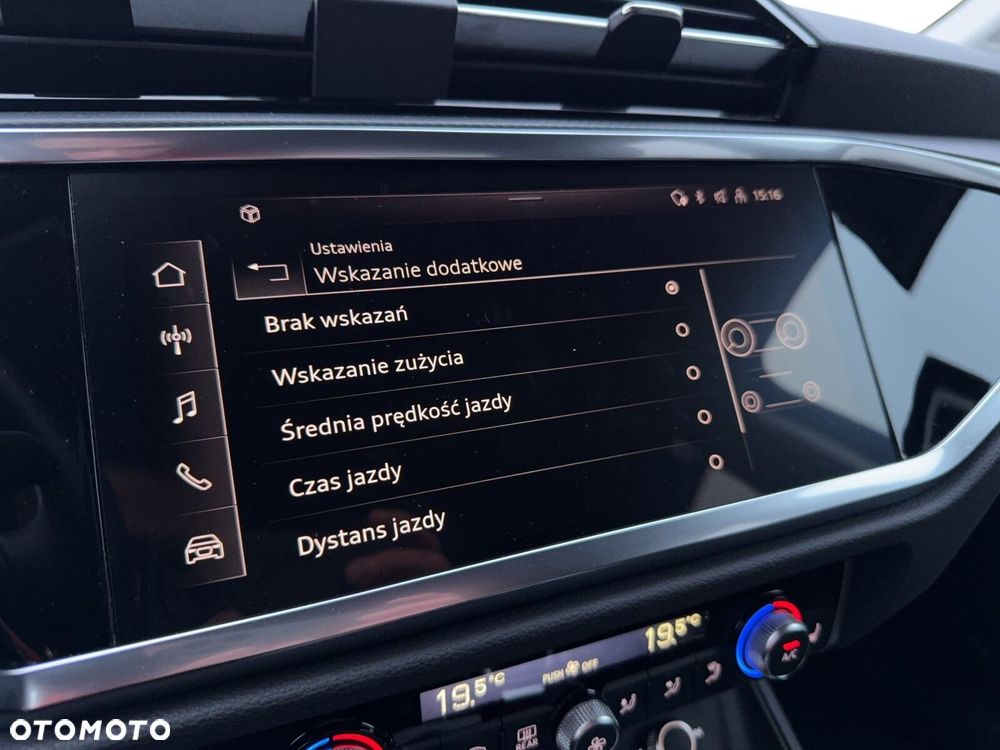 15:16
Ustawienia
Wskazanie dodatkowe
Brak wskazań
Wskazanie zużycia
Średnia prędkość jazdy
Czas jazdy
Dystans jazdy
19.5°C
PUSH OFF
19.5°C
A/C
REAR
OTOMOTO